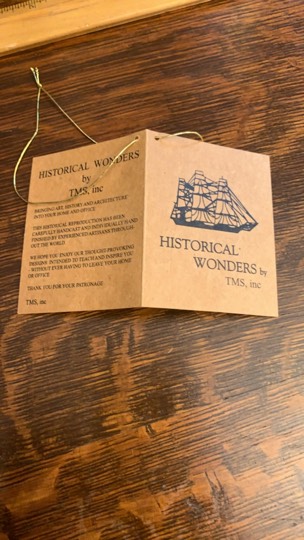 HISTORICAL WONDERS
by
TMS, inc
BRINGING ART, HISTORY AND ARCHITECTURE
INTO YOUR HOME AND OFFICE
THIS HISTORICAL REPRODUCTION HAS BEEN
CAREFULLY HANDCAST AND INDIVIDUALLY
FINISHED BY EXPERIENCED ARTISANS THROUGH-
OUT THE WORLD
WE HOPE YOU ENJOY OUR THOUGHT-PROVOKING
DESIGNS INTENDED TO TEACH AND INSPIRE YOU
WITHOUT EVER HAVING TO LEAVE YOUR HOME
OR OFFICE
THANK YOU FOR YOUR PATRONAGE
TMS, inc
HISTORICAL
WONDERS by
TMS, inc